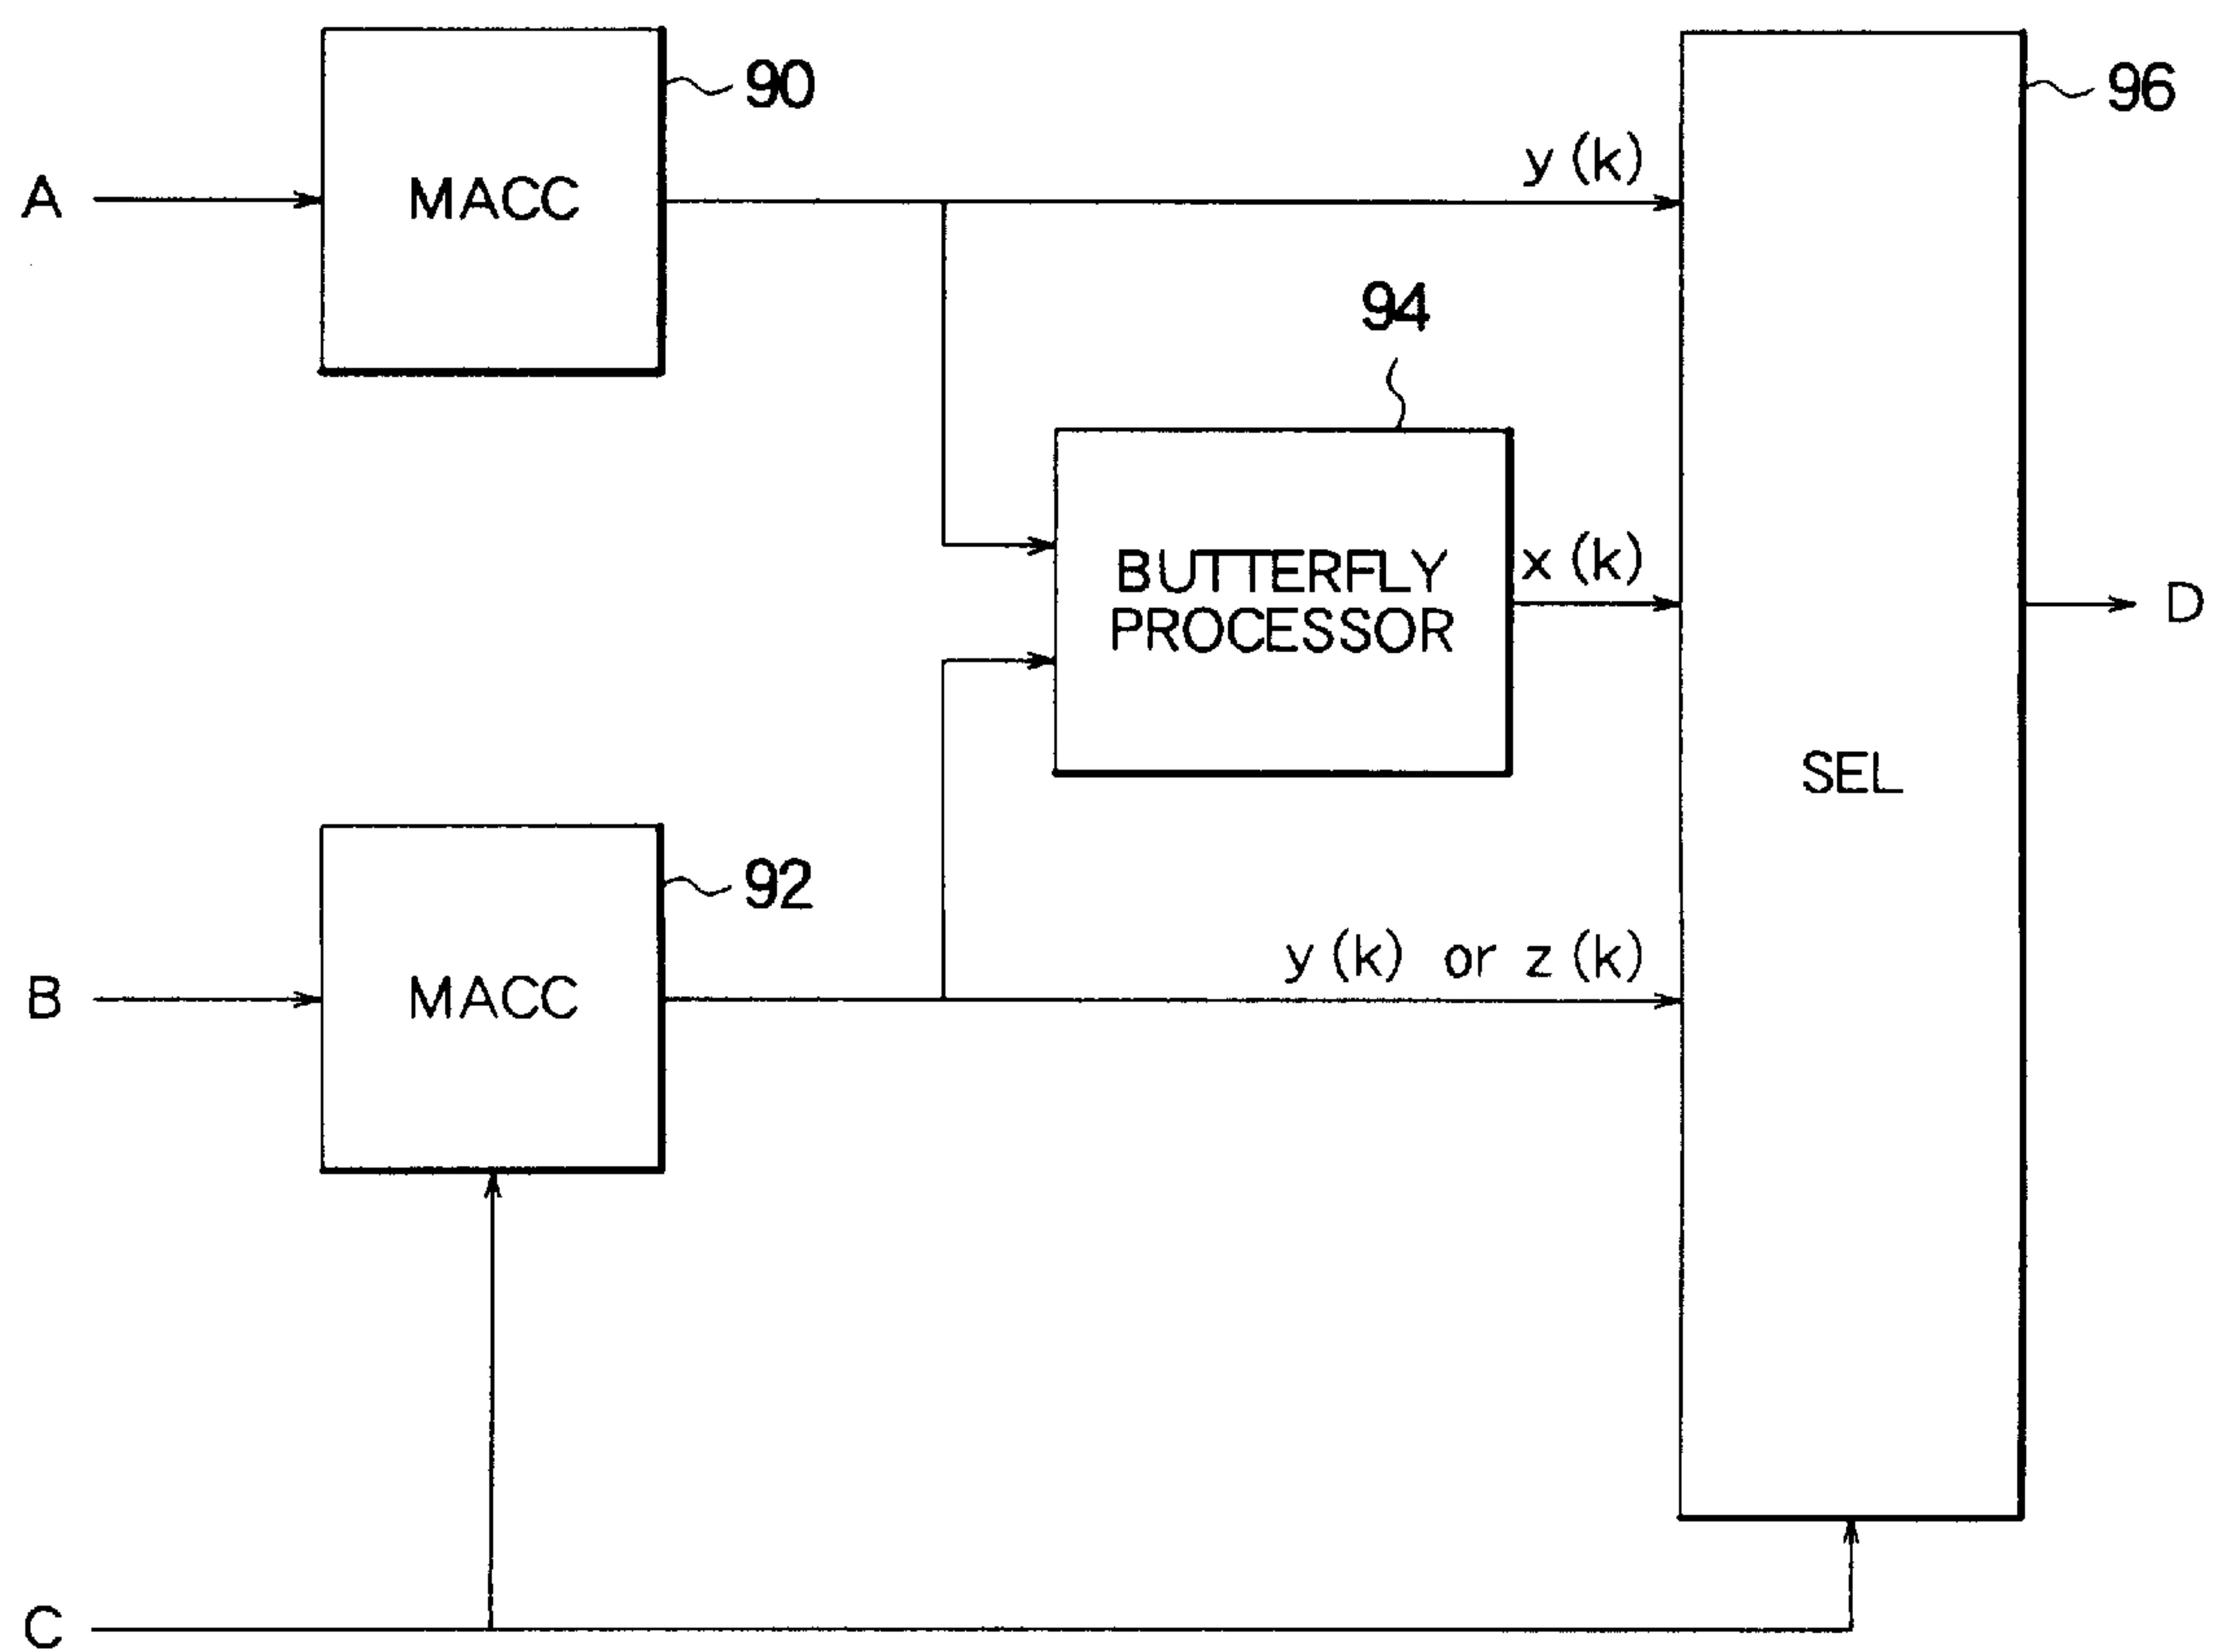 90
96
y (k)
A
MACC
94
BUTTERFLY
PROCESSOR
x (k)
D
SEL
92
y (k) or z (k)
B
MACC
C